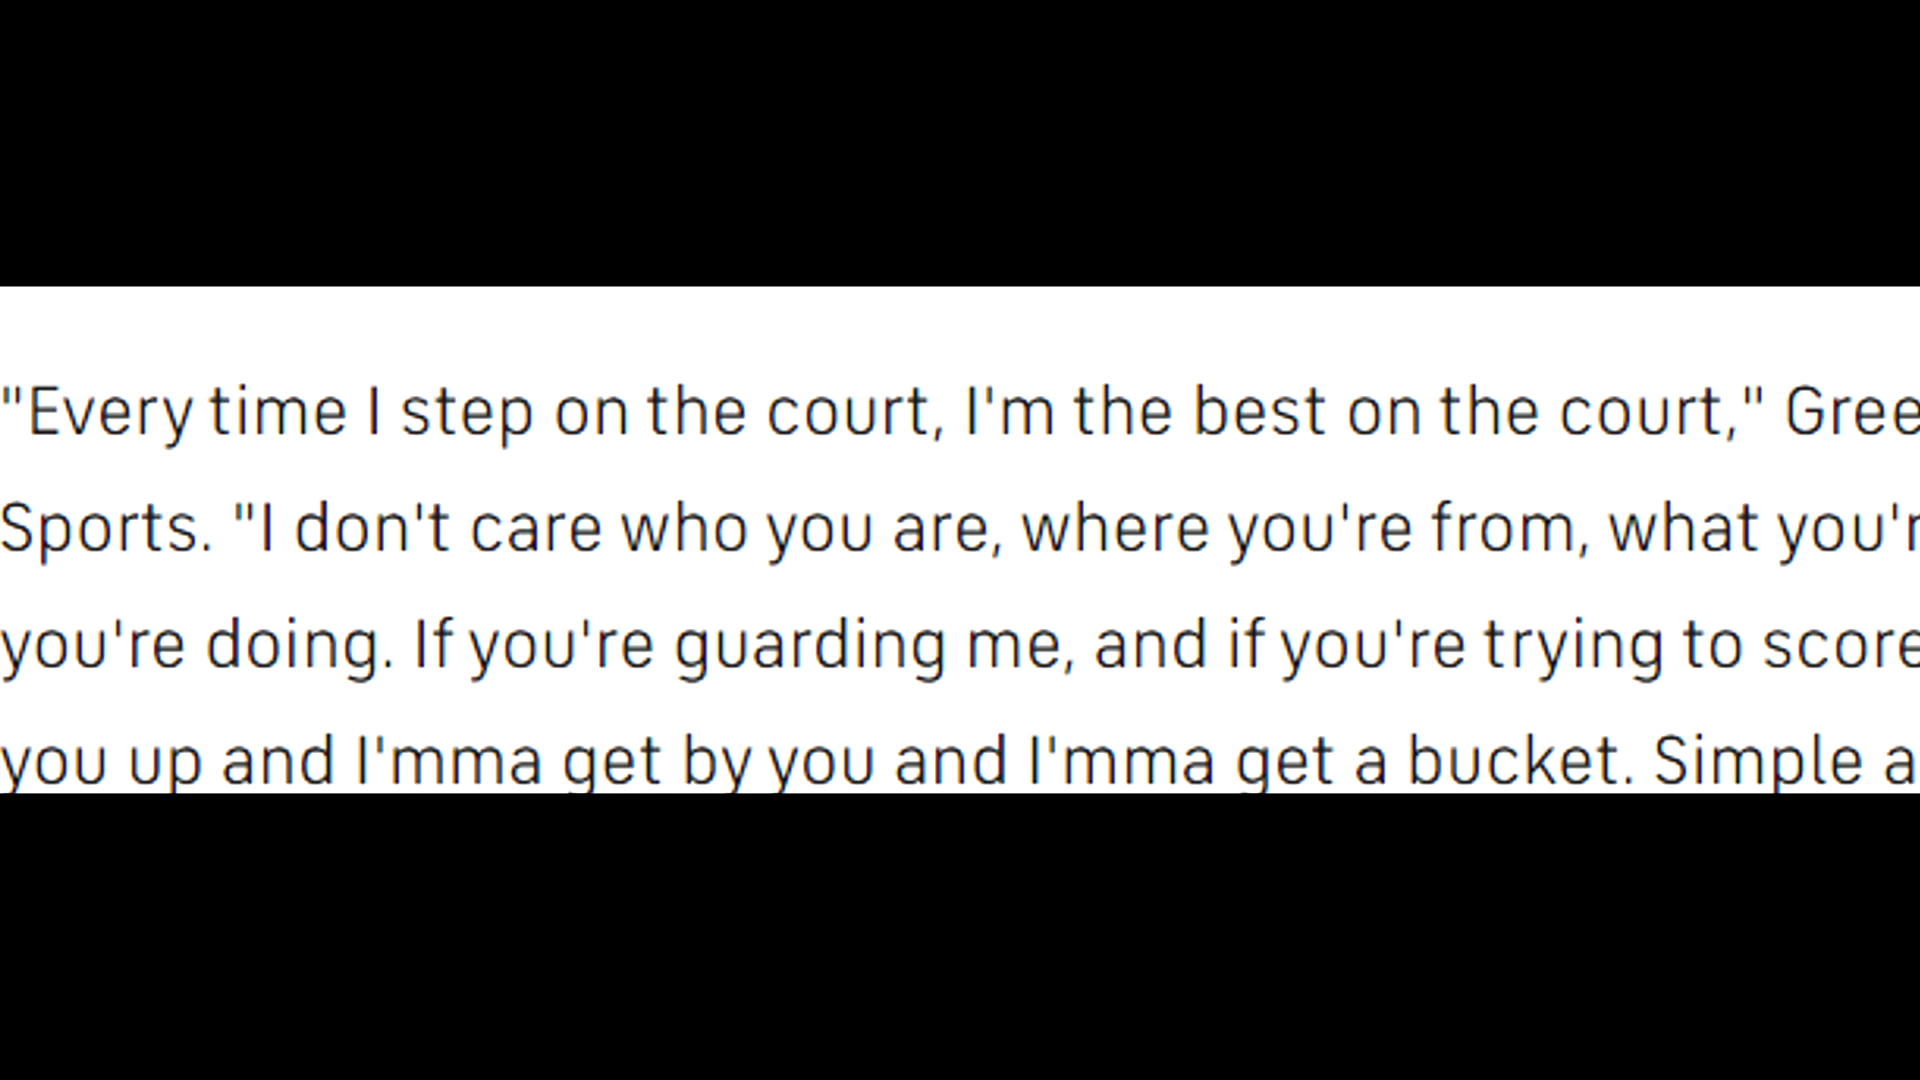 "Every time I step on the court, I'm the best on the court," Gree
Sports. "I don't care who you are, where you're from, what you'r
you're doing. If you're guarding me, and if you're trying to score
you up and I'mma get by you and I'mma get a bucket. Simple a